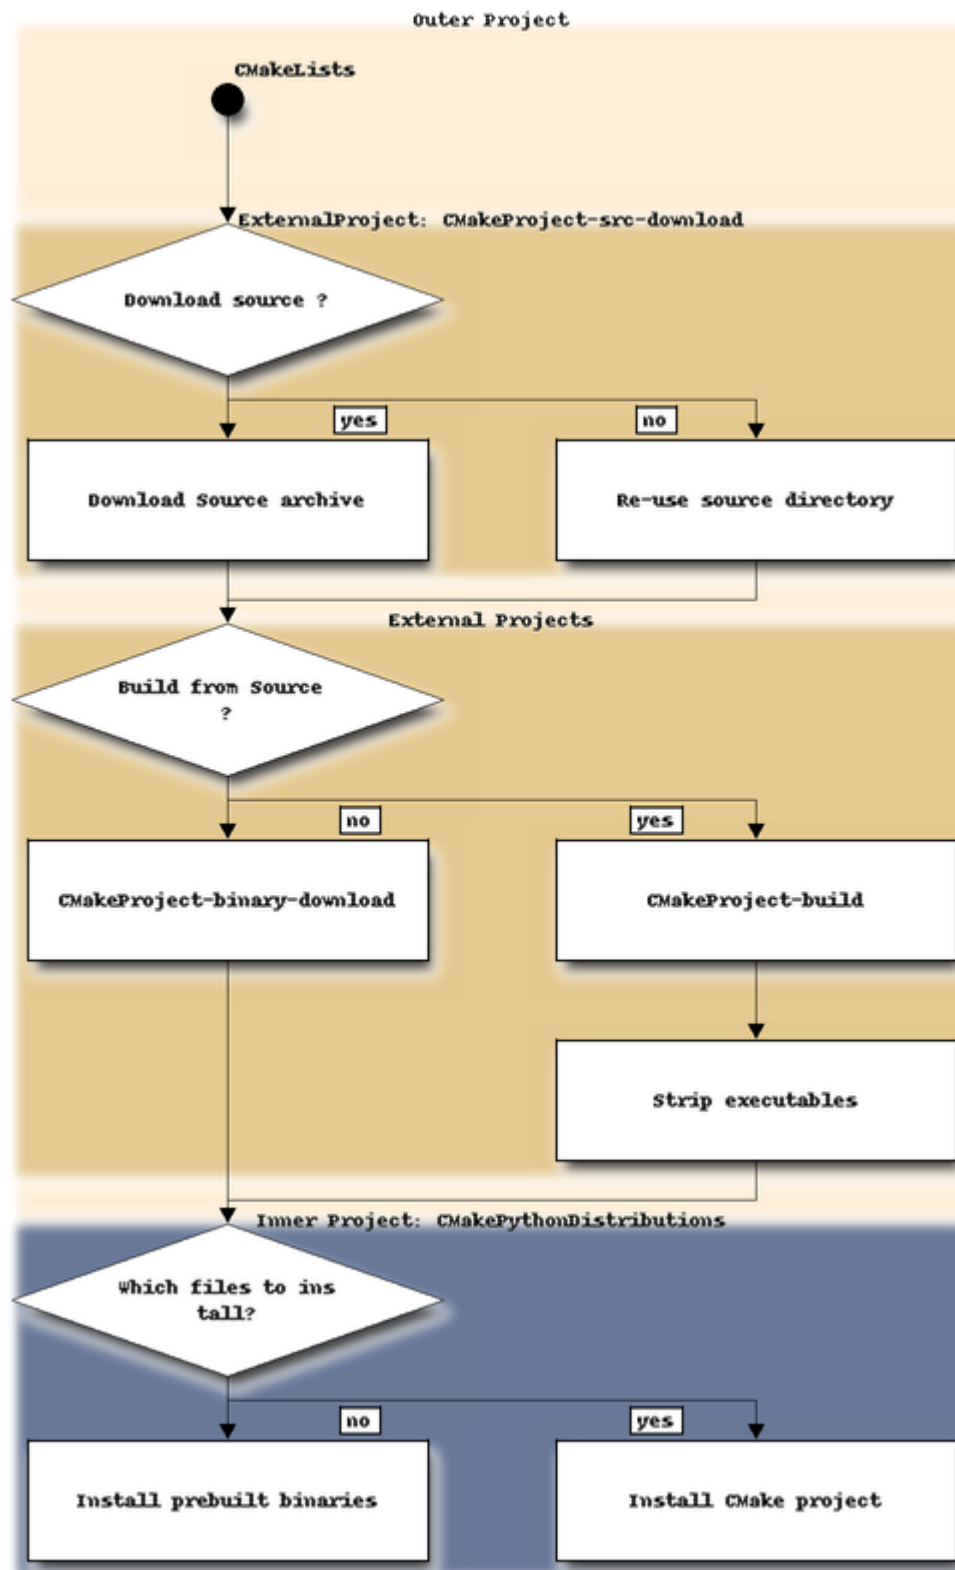 Outer Project
CMakeLists
ExternalProject: CMakeProject-src-download
Download source ?
yes
no
Download Source archive
Re-use source directory
External Projects
Build from Source
?
no
yes
CMakeProject-binary-download
CMakeProject-build
Strip executables
Inner Project: CMakePythonDistributions
Which files to ins
tall?
no
yes
Install prebuilt binaries
Install CMake project